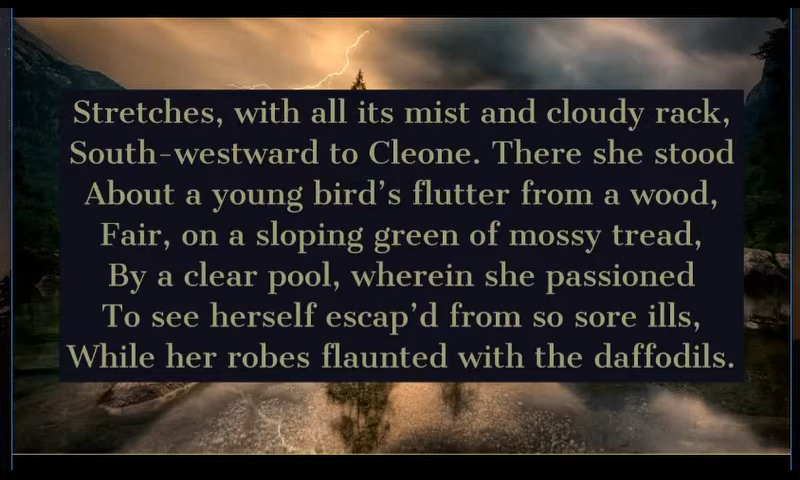 Stretches, with all its mist and cloudy rack,
South-westward to Cleone. There she stood
About a young bird’s flutter from a wood,
Fair, on a sloping green of mossy tread,
By a clear pool, wherein she passioned
To see herself escap’d from so sore ills,
While her robes flaunted with the daffodils.